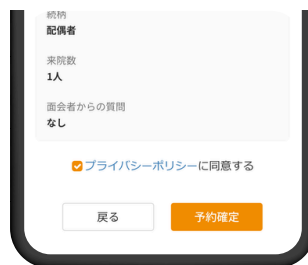 続柄
配偶者
来院数
1人
面会者からの質問
なし
プライバシーポリシーに同意する
戻る
予約確定